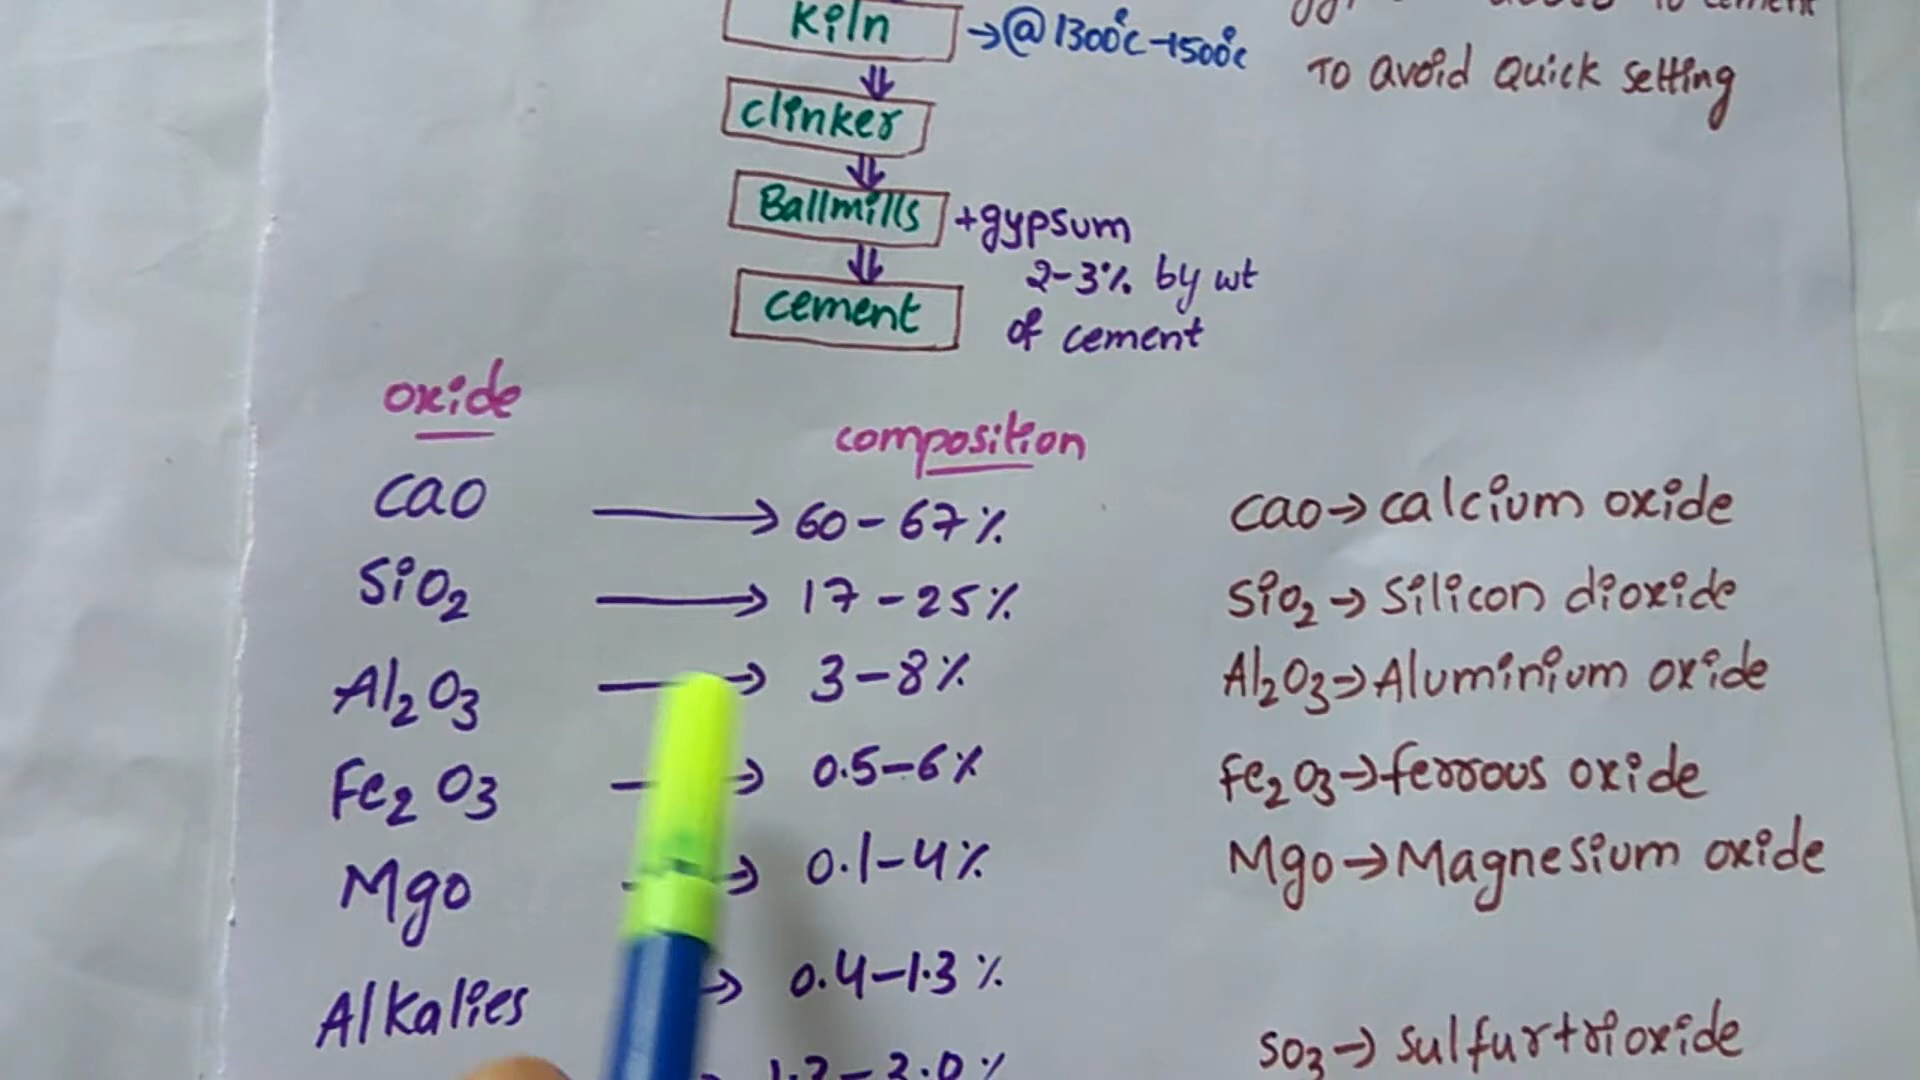 Kiln →@1300°c-1500°c
to cement
To avoid Quick setting
clinker
Ballmills +gypsum
2-3% by wt
cement of cement
oxide
composition
cao → 60-67% cao→calcium oxide
SiO2 → 17-25% SiO2→Silicon dioxide
Al2O3 → 3-8% Al2O3→Aluminium oxide
Fe2O3 → 0.5-6% Fe2O3→ferrous oxide
Mgo → 0.1-4% Mgo→Magnesium oxide
Alkalies → 0.4-1.3%
SO3→sulfurtrioxide